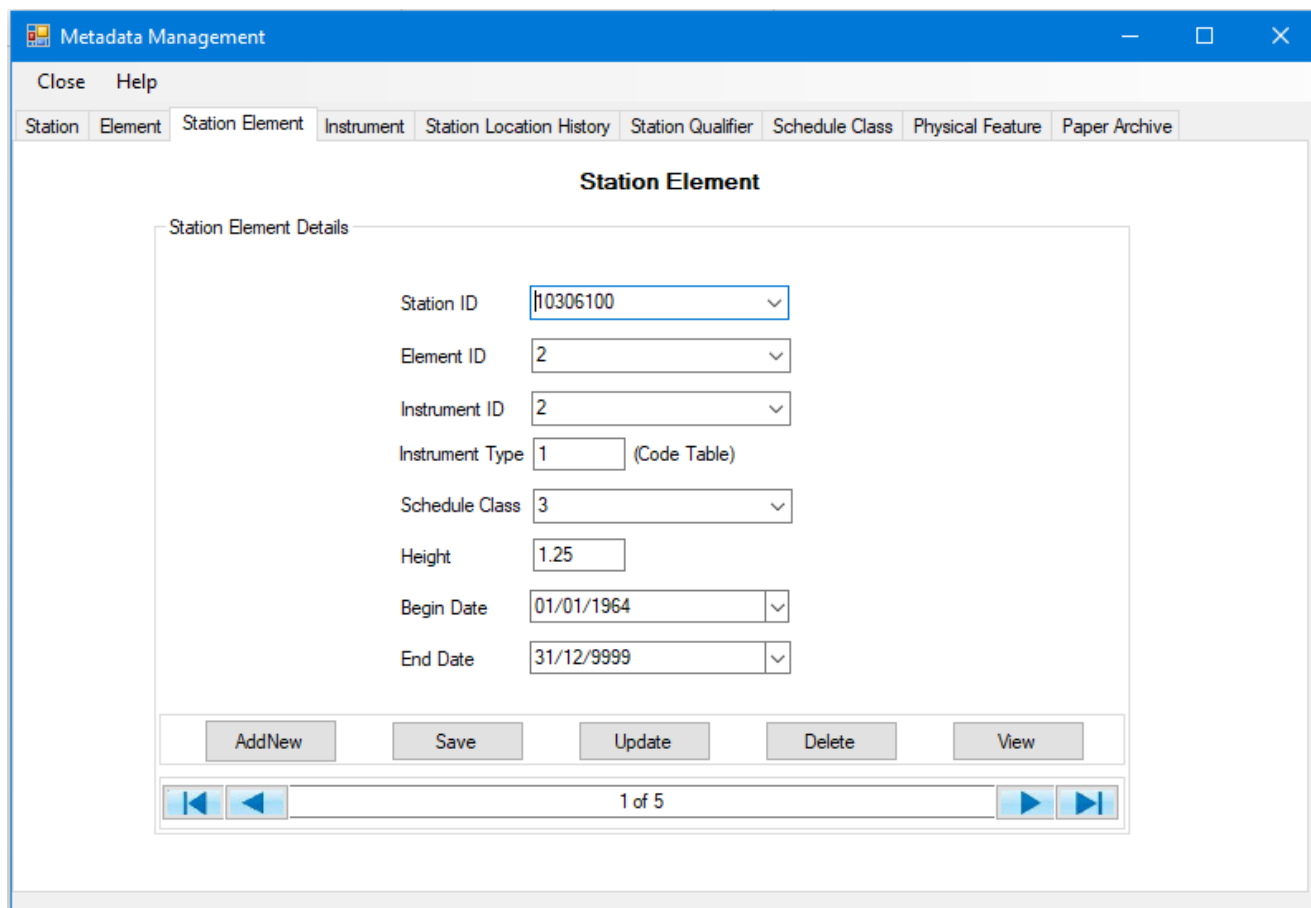 Metadata Management
Close Help
Station Element Station Element Instrument Station Location History Station Qualifier Schedule Class Physical Feature Paper Archive
Station Element
Station Element Details
Station ID 10306100
Element ID 2
Instrument ID 2
Instrument Type 1 (Code Table)
Schedule Class 3
Height 1.25
Begin Date 01/01/1964
End Date 31/12/9999
AddNew Save Update Delete View
1 of 5